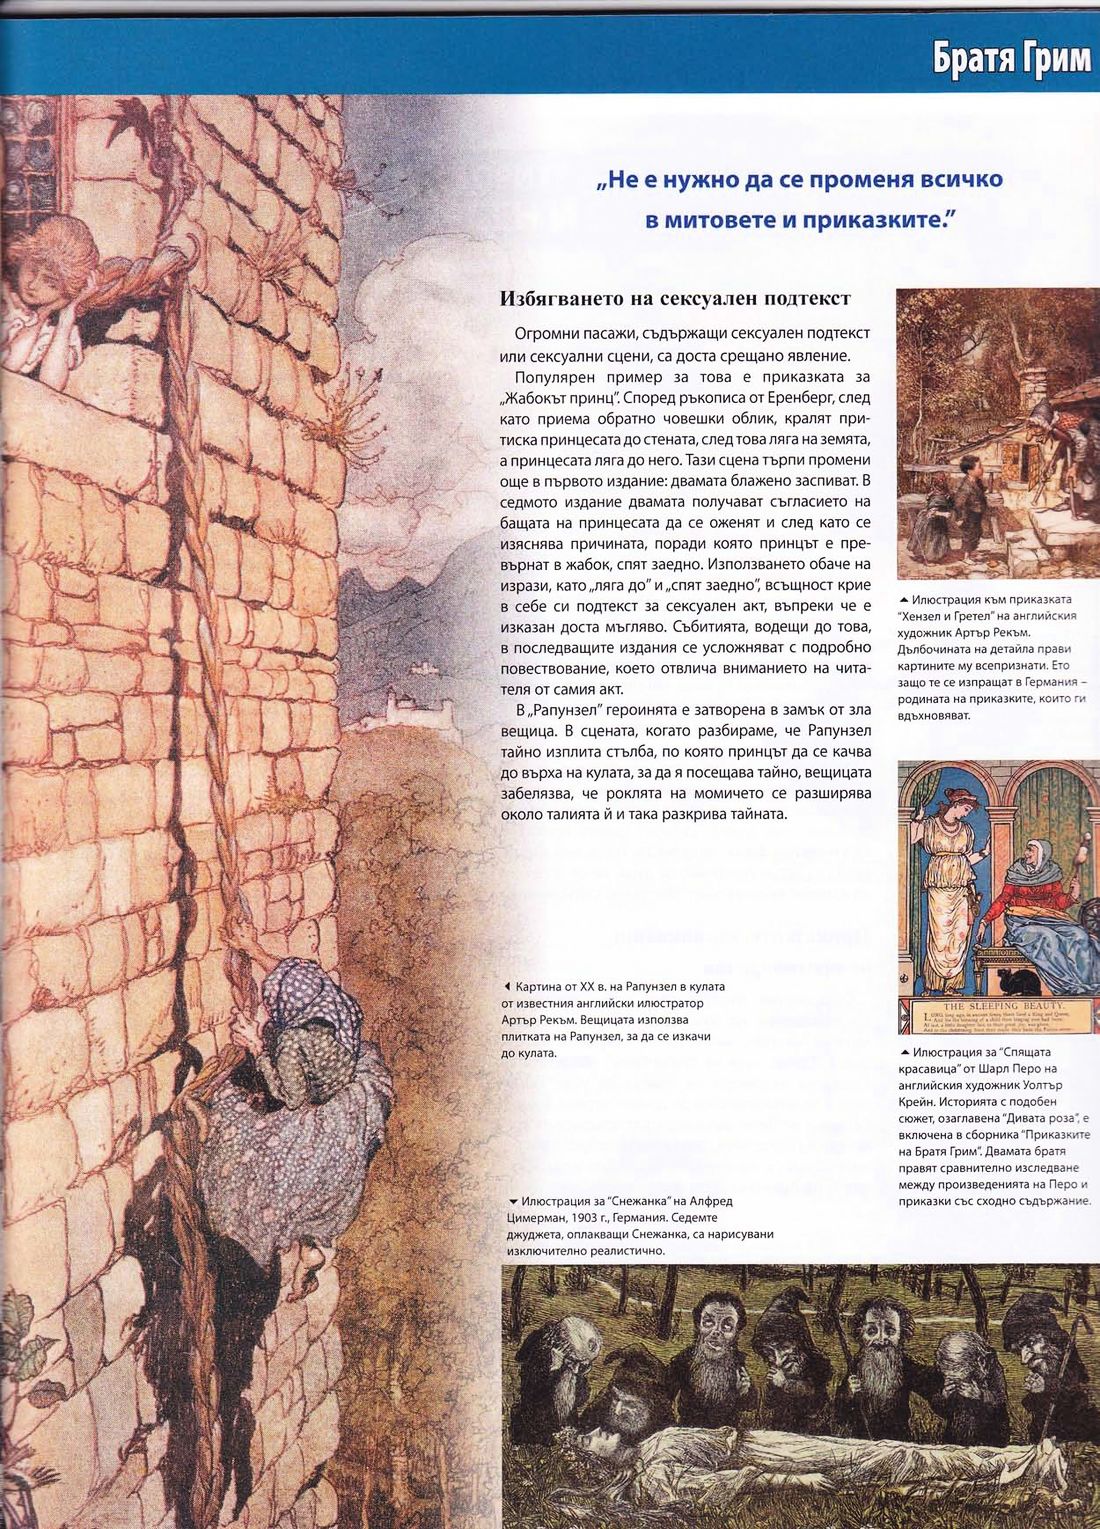 Братя Грим
„Не е нужно да се променя всичко
в митовете и приказките.”
Избягването на сексуален подтекст
Огромни пасажи, съдържащи сексуален подтекст
или сексуални сцени, са доста срещано явление.
Популярен пример за това е приказката за
„Жабокът принц”. Според ръкописа от Еренберг, след
като приема обратно човешки облик, кралят при-
тиска принцесата до стената, след това ляга на земята,
а принцесата ляга до него. Тази сцена търпи промени
още в първото издание: двамата блажено заспиват. В
седмото издание двамата получават съгласието на
бащата на принцесата да се оженят и след като се
изяснява причината, поради която принцът е пре-
върнат в жабок, спят заедно. Използването обаче на
изрази, като „ляга до” и „спят заедно”, всъщност крие
в себе си подтекст за сексуален акт, въпреки че е
изказан доста мъгляво. Събитията, водещи до това,
в последващите издания се усложняват с подробно
повествование, което отвлича вниманието на чита-
теля от самия акт.
В „Рапунзел” героинята е затворена в замък от зла
вещица. В сцената, когато разбираме, че Рапунзел
тайно изплита стълба, по която принцът да се качва
до върха на кулата, за да я посещава тайно, вещицата
забелязва, че роклята на момичето се разширява
около талията ѝ и така разкрива тайната.
Илюстрация към приказката
“Хензел и Гретел” на английския
художник Артър Рекъм.
Дълбочината на детайла прави
картините му всепризнати. Ето
защо те се изпращат в Германия –
родината на приказките, които ги
вдъхновяват.
THE SLEEPING BEAUTY.
Картина от XX в. на Рапунзел в кулата
от известния английски илюстратор
Артър Рекъм. Вещицата използва
плитката на Рапунзел, за да се изкачи
до кулата.
Илюстрация за “Спящата
красавица” от Шарл Перо на
английския художник Уолтър
Крейн. Историята с подобен
сюжет, озаглавена “Дивата роза”, е
включена в сборника “Приказките
на Братя Грим”. Двамата братя
правят сравнително изследване
между произведенията на Перо и
приказки със сходно съдържание.
Илюстрация за “Снежанка” на Алфред
Цимерман, 1903 г., Германия. Седемте
джуджета, оплакващи Снежанка, са нарисувани
изключително реалистично.